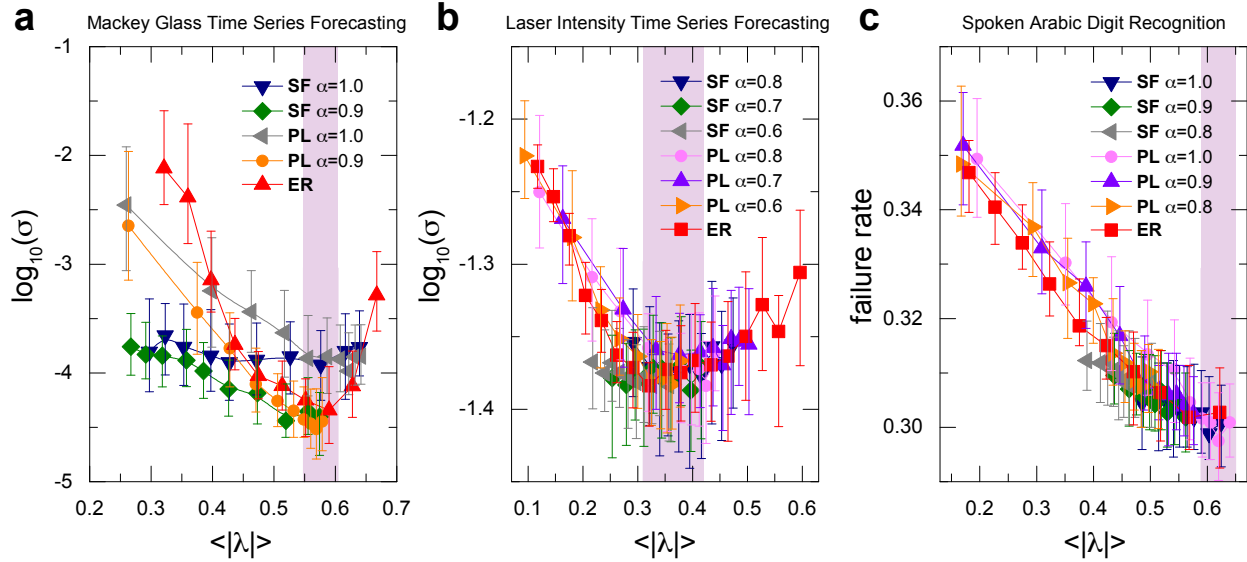 a Mackey Glass Time Series Forecasting
-1
-2
-3
-4
-5
log10(σ)
0.2 0.3 0.4 0.5 0.6 0.7
<|λ|>
SF α=1.0
SF α=0.9
PL α=1.0
PL α=0.9
ER
b Laser Intensity Time Series Forecasting
-1.2
-1.3
-1.4
log10(σ)
0.1 0.2 0.3 0.4 0.5 0.6
<|λ|>
SF α=0.8
SF α=0.7
SF α=0.6
PL α=0.8
PL α=0.7
PL α=0.6
ER
c Spoken Arabic Digit Recognition
0.36
0.34
0.32
0.30
failure rate
0.2 0.3 0.4 0.5 0.6
<|λ|>
SF α=1.0
SF α=0.9
SF α=0.8
PL α=1.0
PL α=0.9
PL α=0.8
ER